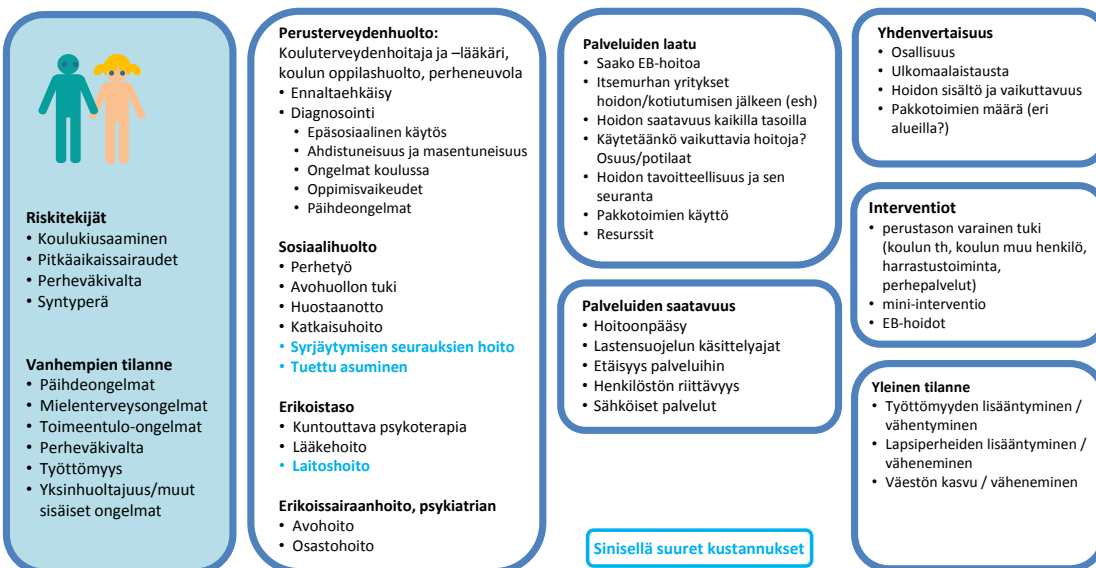 Riskitekijät
• Koulukiusaaminen
• Pitkäaikaissairaudet
• Perheväkivalta
• Syntyperä
Vanhempien tilanne
• Päihdeongelmat
• Mielenterveysongelmat
• Toimeentulo-ongelmat
• Perheväkivalta
• Työttömyys
• Yksinhuoltajuus/muut
sisäiset ongelmat
Perusterveydenhuolto:
Kouluterveydenhoitaja ja –lääkäri,
koulun oppilashuolto, perheneuvola
• Ennaltaehkäisy
• Diagnosointi
• Epäsosiaalinen käytös
• Ahdistuneisuus ja masentuneisuus
• Ongelmat koulussa
• Oppimisvaikeudet
• Päihdeongelmat
Sosiaalihuolto
• Perhetyö
• Avohuollon tuki
• Huostaanotto
• Katkaisuhoito
• Syrjäytymisen seurauksien hoito
• Tuettu asuminen
Erikoistaso
• Kuntouttava psykoterapia
• Lääkehoito
• Laitoshoito
Erikoissairaanhoito, psykiatrian
• Avohoito
• Osastohoito
Palveluiden laatu
• Saako EB-hoitoa
• Itsemurhan yritykset
hoidon/kotiutumisen jälkeen (esh)
• Hoidon saatavuus kaikilla tasoilla
• Käytetäänkö vaikuttavia hoitoja?
Osuus/potilaat
• Hoidon tavoitteellisuus ja sen
seuranta
• Pakkotoimien käyttö
• Resurssit
Palveluiden saatavuus
• Hoitoonpääsy
• Lastensuojelun käsittelyajat
• Etäisyys palveluihin
• Henkilöstön riittävyys
• Sähköiset palvelut
Sinisellä suuret kustannukset
Yhdenvertaisuus
• Osallisuus
• Ulkomaalaistausta
• Hoidon sisältö ja vaikuttavuus
• Pakkotoimien määrä (eri
alueilla?)
Interventiot
• perustason varainen tuki
(koulun th, koulun muu henkilö,
harrastustoiminta,
perhepalvelut)
• mini-interventio
• EB-hoidot
Yleinen tilanne
• Työttömyyden lisääntyminen /
vähentyminen
• Lapsiperheiden lisääntyminen /
väheneminen
• Väestön kasvu / väheneminen